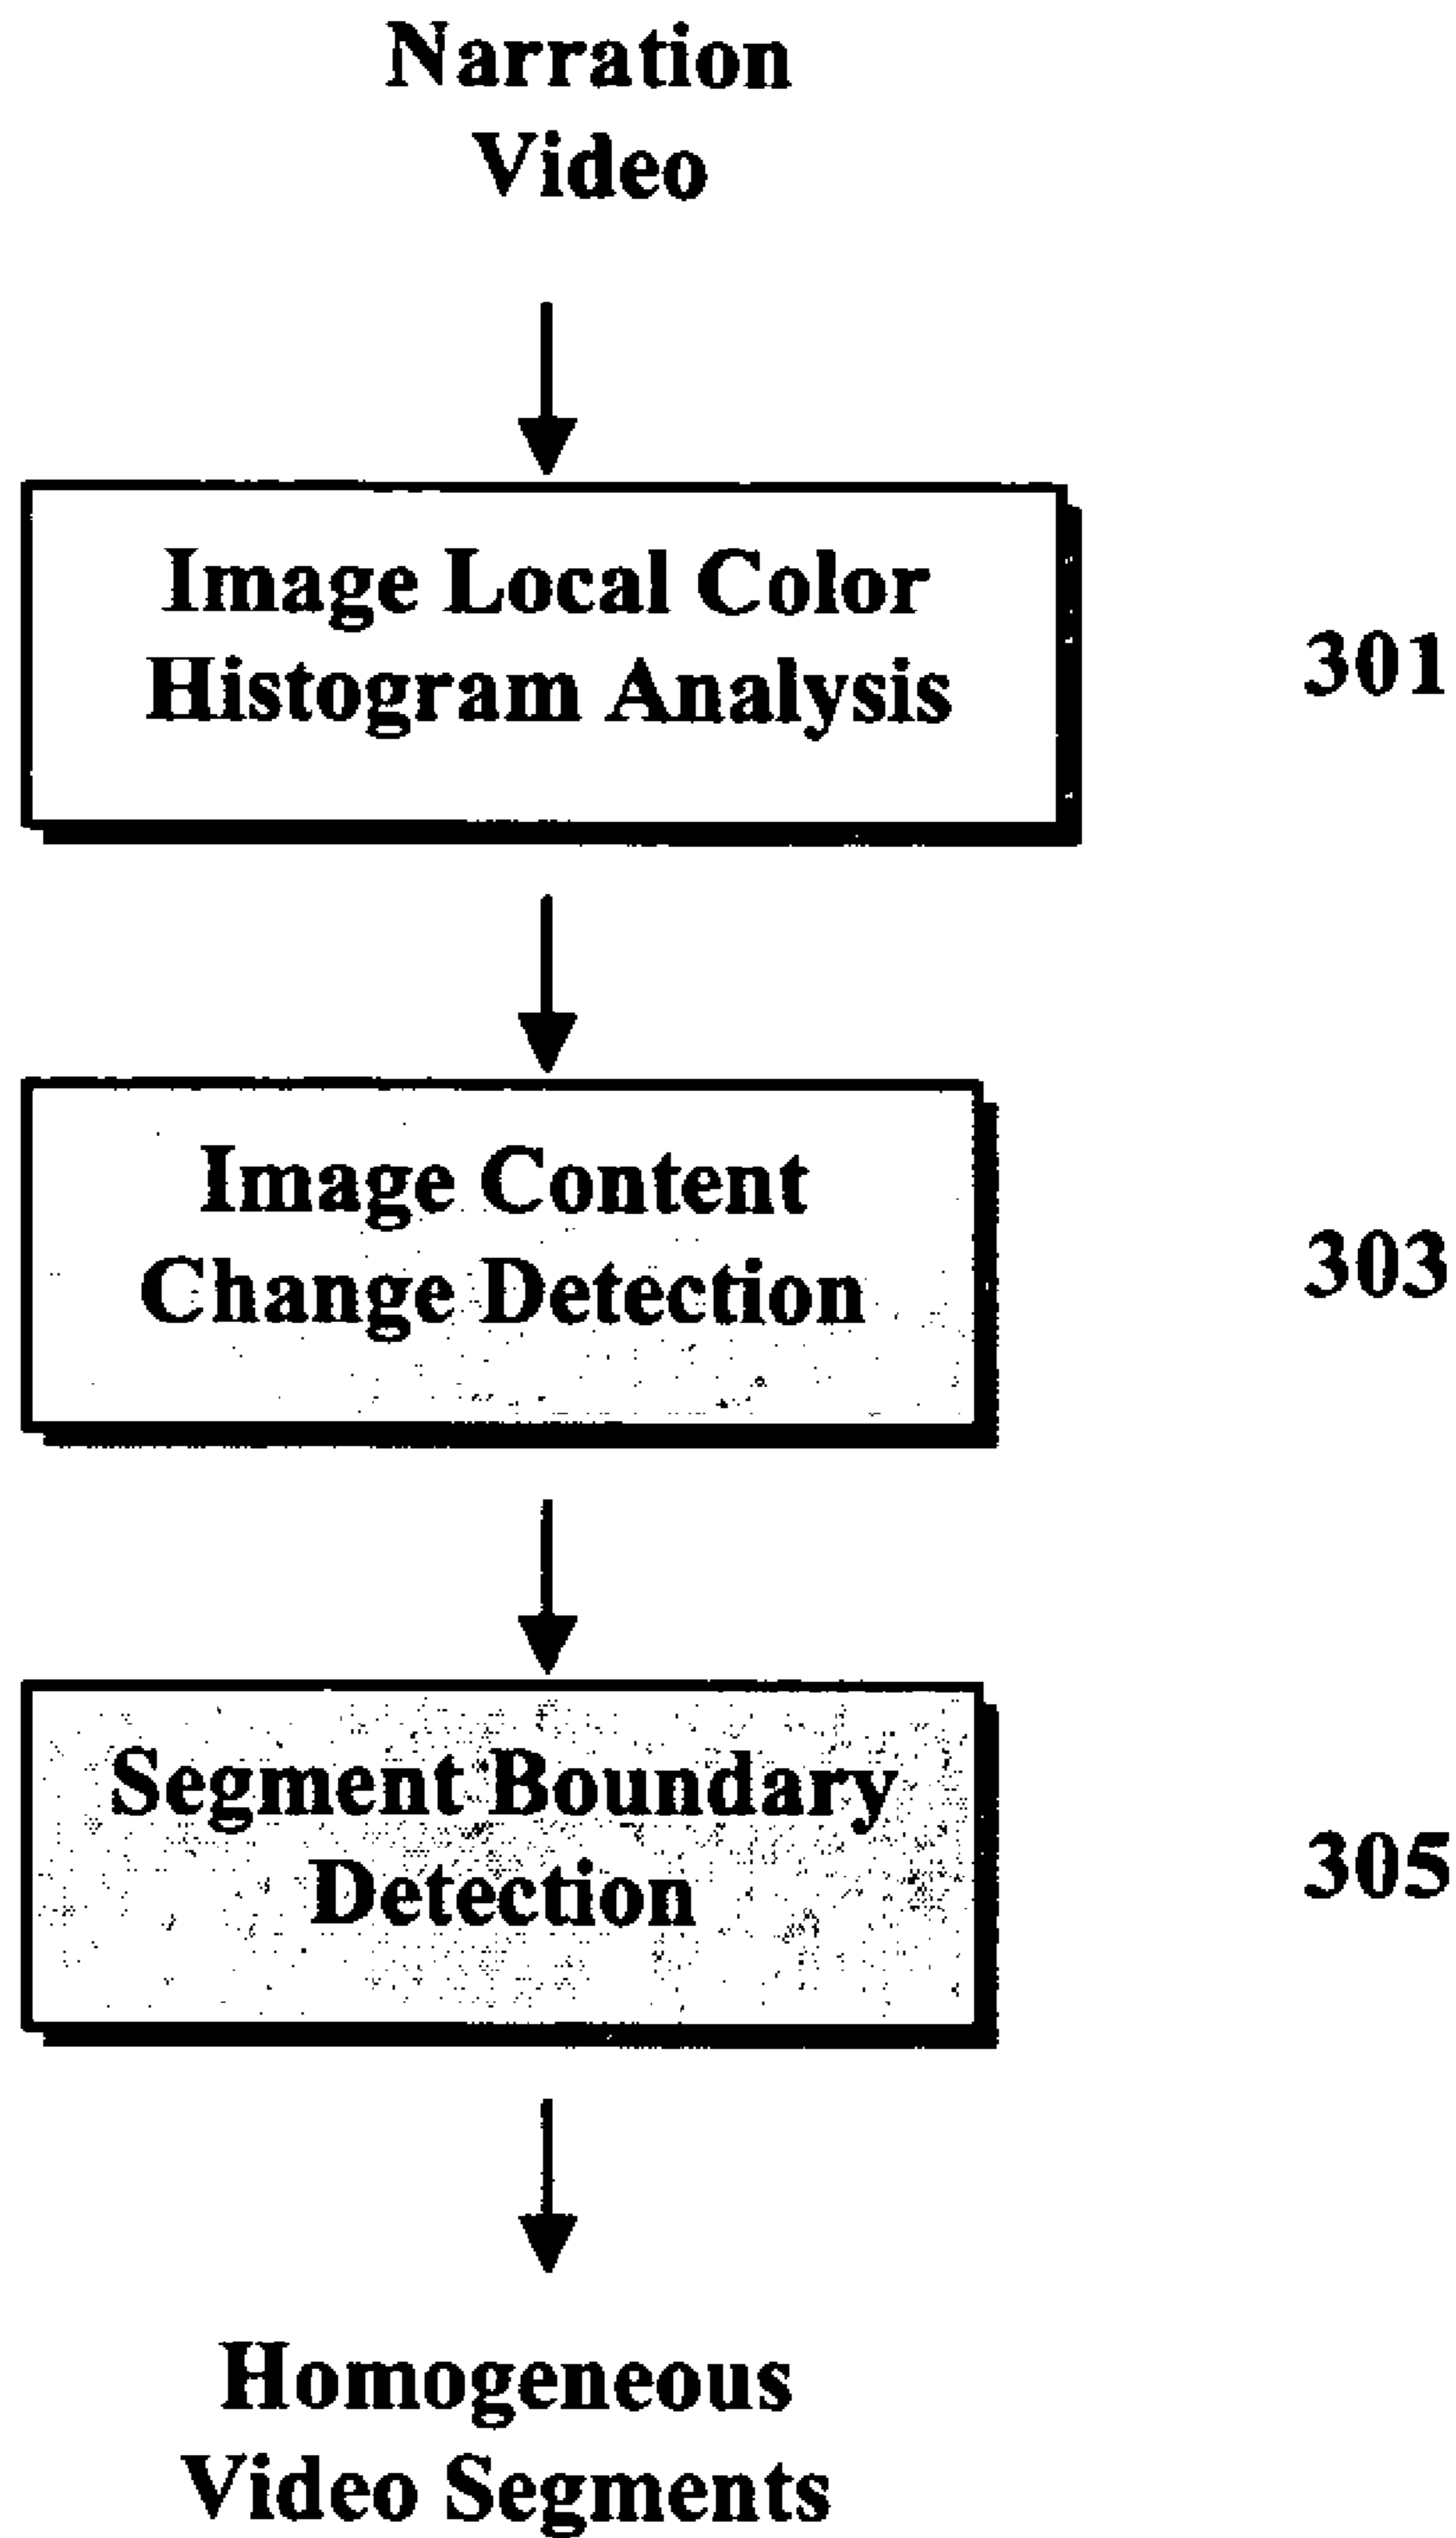 Narration
Video
Image Local Color
Histogram Analysis
301
Image Content
Change Detection
303
Segment Boundary
Detection
305
Homogeneous
Video Segments